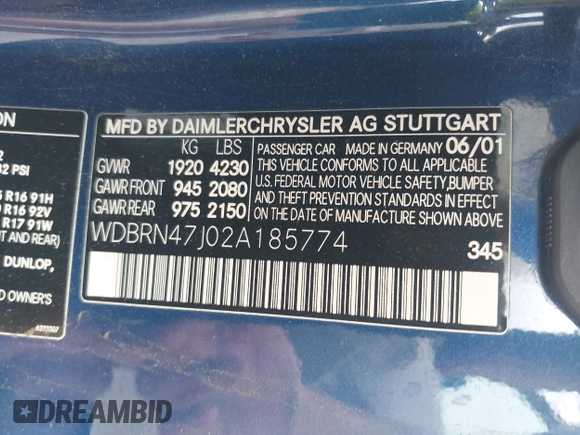 ON
2
32 PSI
5 R16 91H
R16 92V
R17 91W
DUNLOP,
D OWNER'S
MFD BY DAIMLERCHRYSLER AG STUTTGART
KG LBS
GVWR 1920 4230
GAWR FRONT 945 2080
GAWR REAR 975 2150
PASSENGER CAR MADE IN GERMANY 06/01
THIS VEHICLE CONFORMS TO ALL APPLICABLE
U.S. FEDERAL MOTOR VEHICLE SAFETY, BUMPER
AND THEFT PREVENTION STANDARDS IN EFFECT
ON THE DATE OF MANUFACTURE SHOWN ABOVE
WDBRN47J02A185774 345
DREAMBID